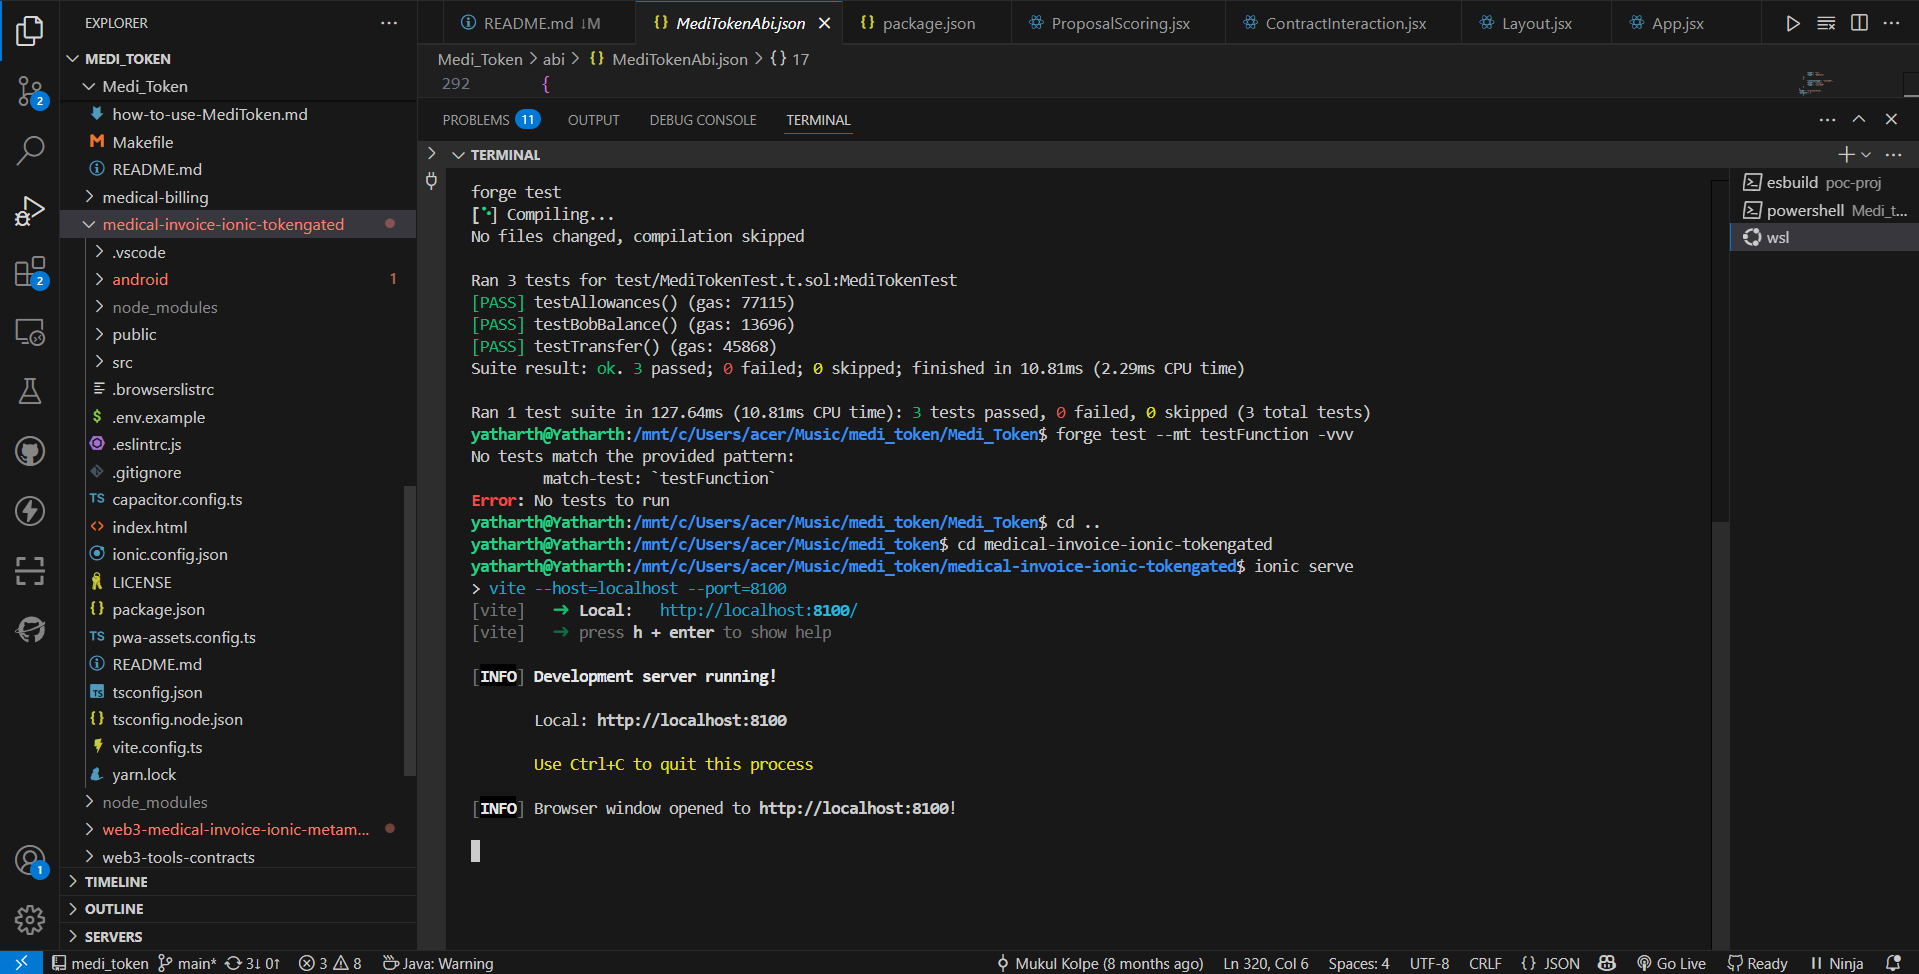 EXPLORER
README.md ↓M
MediTokenAbi.json
package.json
ProposalScoring.jsx
ContractInteraction.jsx
Layout.jsx
App.jsx
MEDI_TOKEN
Medi_Token
how-to-use-MediToken.md
Makefile
README.md
medical-billing
medical-invoice-ionic-tokengated
.vscode
android 1
node_modules
public
src
.browserslistrc
.env.example
.eslintrc.js
.gitignore
capacitor.config.ts
index.html
ionic.config.json
LICENSE
package.json
pwa-assets.config.ts
README.md
tsconfig.json
tsconfig.node.json
vite.config.ts
yarn.lock
node_modules
web3-medical-invoice-ionic-metam...
web3-tools-contracts
TIMELINE
OUTLINE
SERVERS
2
2
1
Medi_Token > abi > {} MediTokenAbi.json > {} 17
292 {
PROBLEMS 11 OUTPUT DEBUG CONSOLE TERMINAL
TERMINAL
forge test
[⠑] Compiling...
No files changed, compilation skipped
Ran 3 tests for test/MediTokenTest.t.sol:MediTokenTest
[PASS] testAllowances() (gas: 77115)
[PASS] testBobBalance() (gas: 13696)
[PASS] testTransfer() (gas: 45868)
Suite result: ok. 3 passed; 0 failed; 0 skipped; finished in 10.81ms (2.29ms CPU time)
Ran 1 test suite in 127.64ms (10.81ms CPU time): 3 tests passed, 0 failed, 0 skipped (3 total tests)
yatharth@Yatharth:/mnt/c/Users/acer/Music/medi_token/Medi_Token$ forge test --mt testFunction -vvv
No tests match the provided pattern:
match-test: `testFunction`
Error: No tests to run
yatharth@Yatharth:/mnt/c/Users/acer/Music/medi_token/Medi_Token$ cd ..
yatharth@Yatharth:/mnt/c/Users/acer/Music/medi_token$ cd medical-invoice-ionic-tokengated
yatharth@Yatharth:/mnt/c/Users/acer/Music/medi_token/medical-invoice-ionic-tokengated$ ionic serve
> vite --host=localhost --port=8100
[vite] → Local: http://localhost:8100/
[vite] → press h + enter to show help
[INFO] Development server running!
Local: http://localhost:8100
Use Ctrl+C to quit this process
[INFO] Browser window opened to http://localhost:8100!
esbuild poc-proj
powershell Medi_t...
wsl
medi_token main* 3↓ 0↑ 3 8 Java: Warning
Mukul Kolpe (8 months ago) Ln 320, Col 6 Spaces: 4 UTF-8 CRLF {} JSON Go Live Ready Ninja